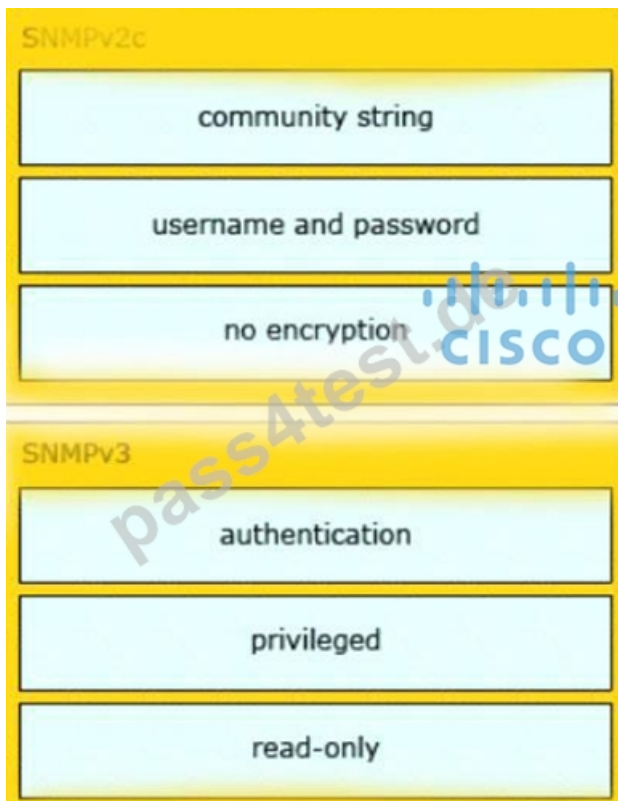 SNMPv2c
community string
username and password
no encryption
CISCO
pass4test.de
SNMPv3
authentication
privileged
read-only